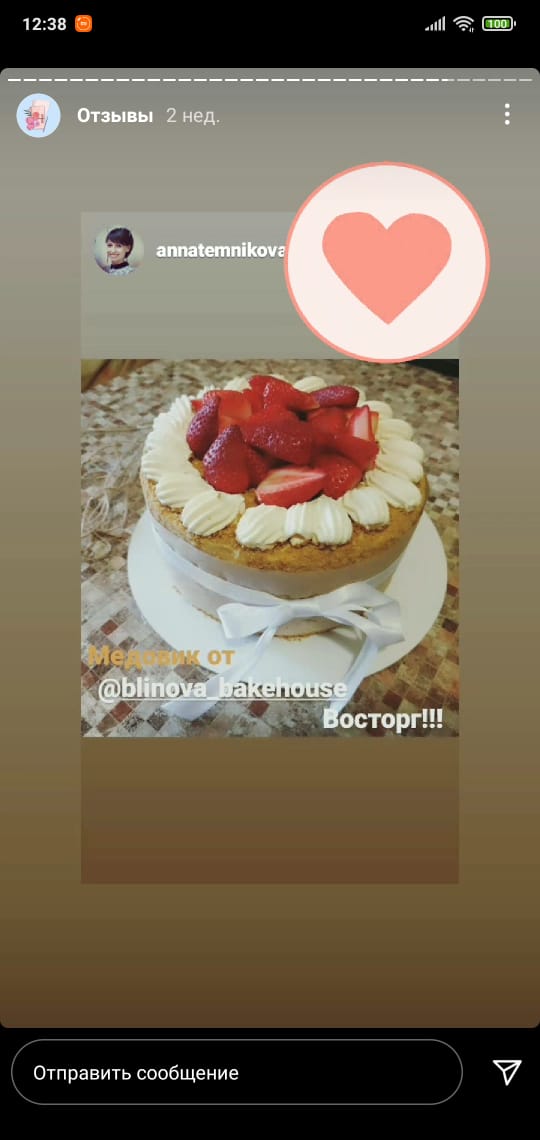 12:38
100
Отзывы 2 нед.
annatemnikova
Медовик от
@blinova_bakehouse
Восторг!!!
Отправить сообщение